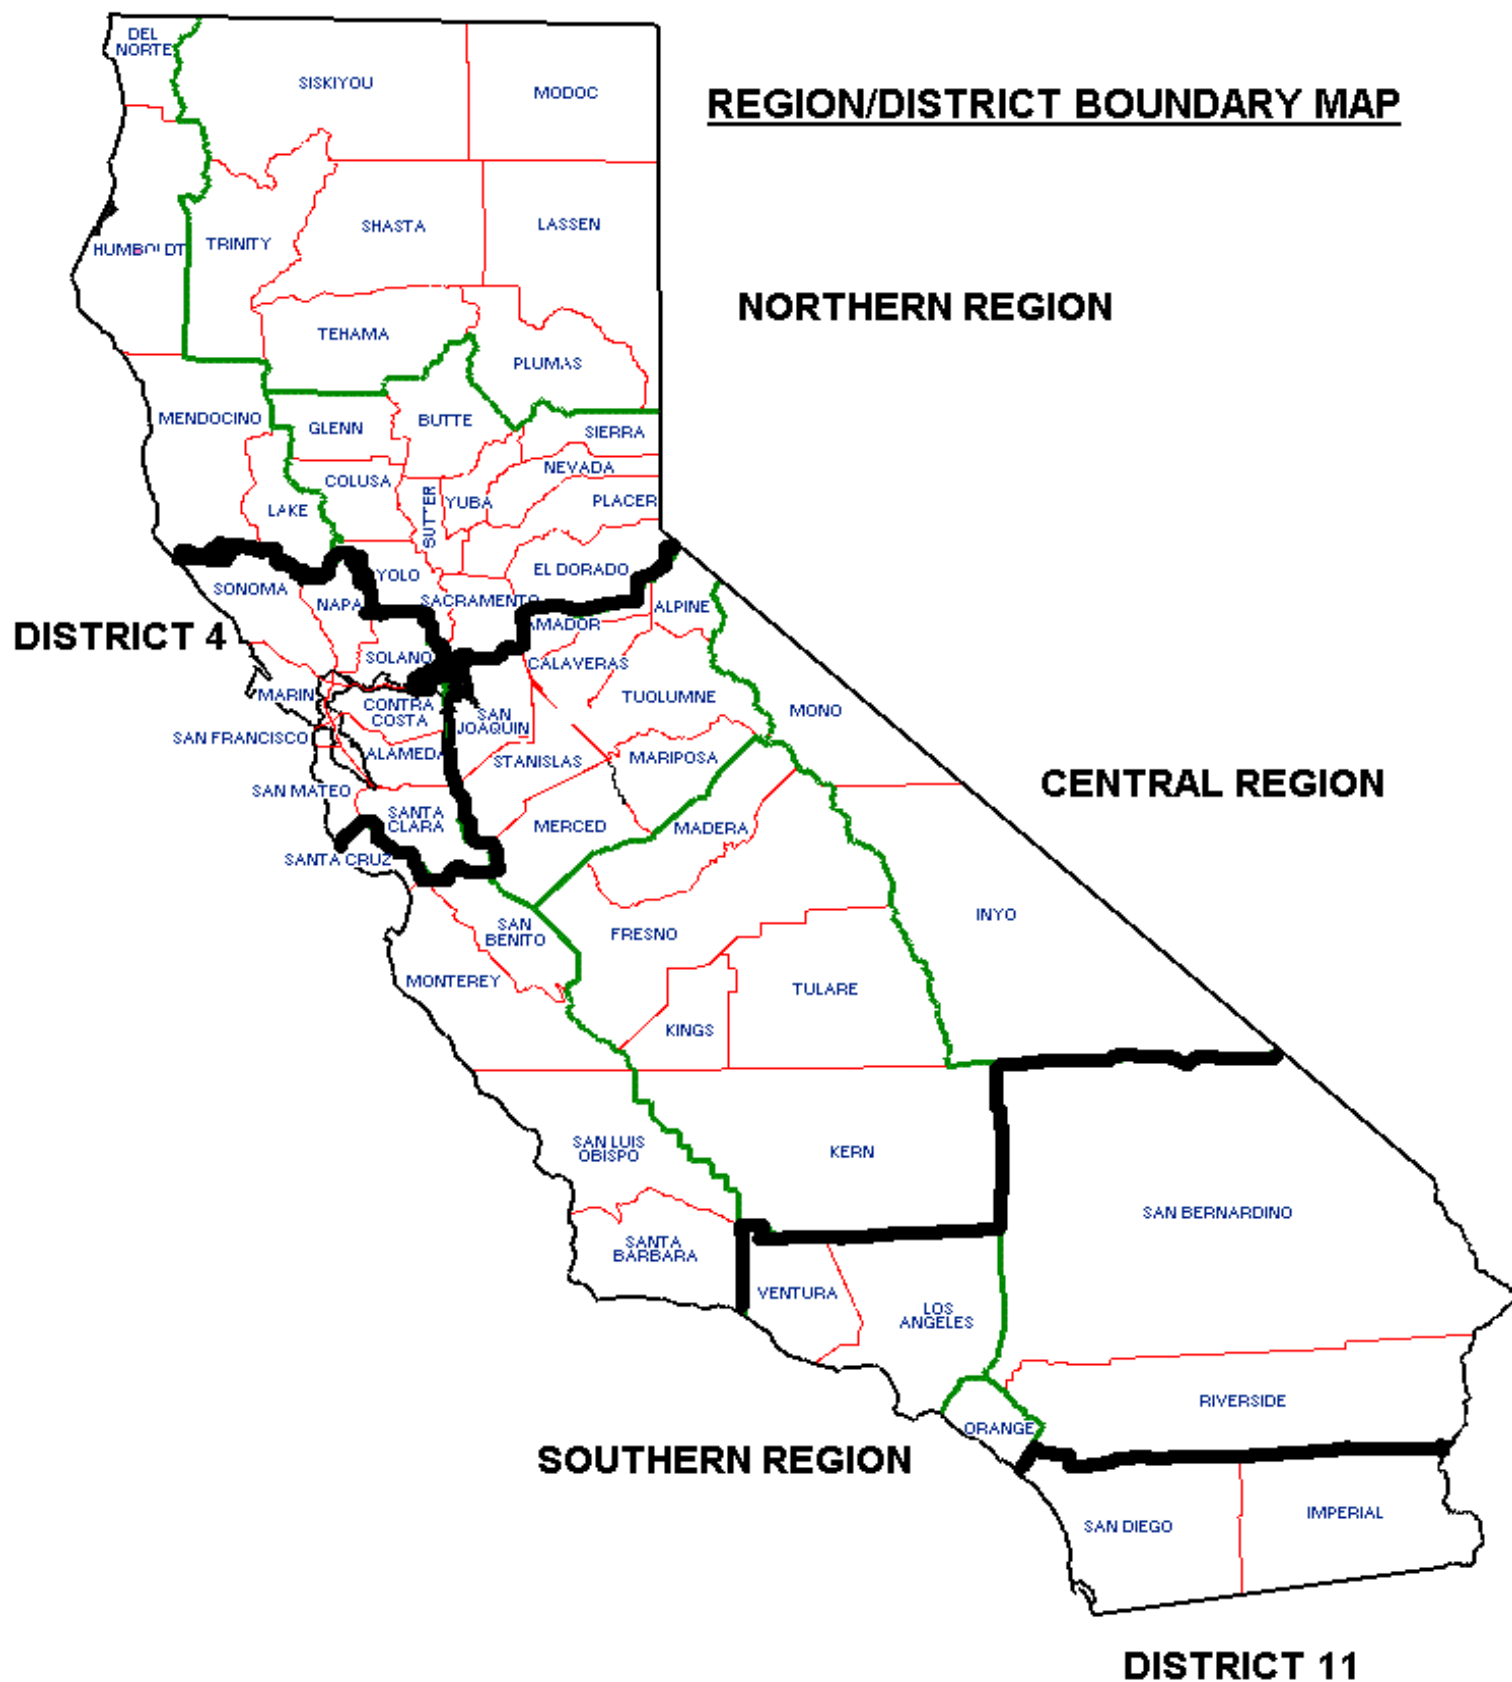 DEL
NORTE
SISKIYOU
MODOC
REGION/DISTRICT BOUNDARY MAP
HUMBOLDT
TRINITY
SHASTA
LASSEN
NORTHERN REGION
TEHAMA
PLUMAS
MENDOCINO
GLENN
BUTTE
SIERRA
NEVADA
COLUSA
SUTTER
YUBA
PLACER
LAKE
EL DORADO
YOLO
SONOMA
NAPA
SACRAMENTO
ALPINE
AMADOR
DISTRICT 4
SOLANO
CALAVERAS
MARIN
CONTRA
COSTA
TUOLUMNE
MONO
SAN
JOAQUIN
SAN FRANCISCO
ALAMEDA
STANISLAS
MARIPOSA
CENTRAL REGION
SAN MATEO
SANTA
CLARA
MERCED
MADERA
SANTA CRUZ
SAN
BENITO
FRESNO
INYO
MONTEREY
TULARE
KINGS
SAN LUIS
OBISPO
KERN
SAN BERNARDINO
SANTA
BARBARA
VENTURA
LOS
ANGELES
RIVERSIDE
ORANGE
SOUTHERN REGION
SAN DIEGO
IMPERIAL
DISTRICT 11